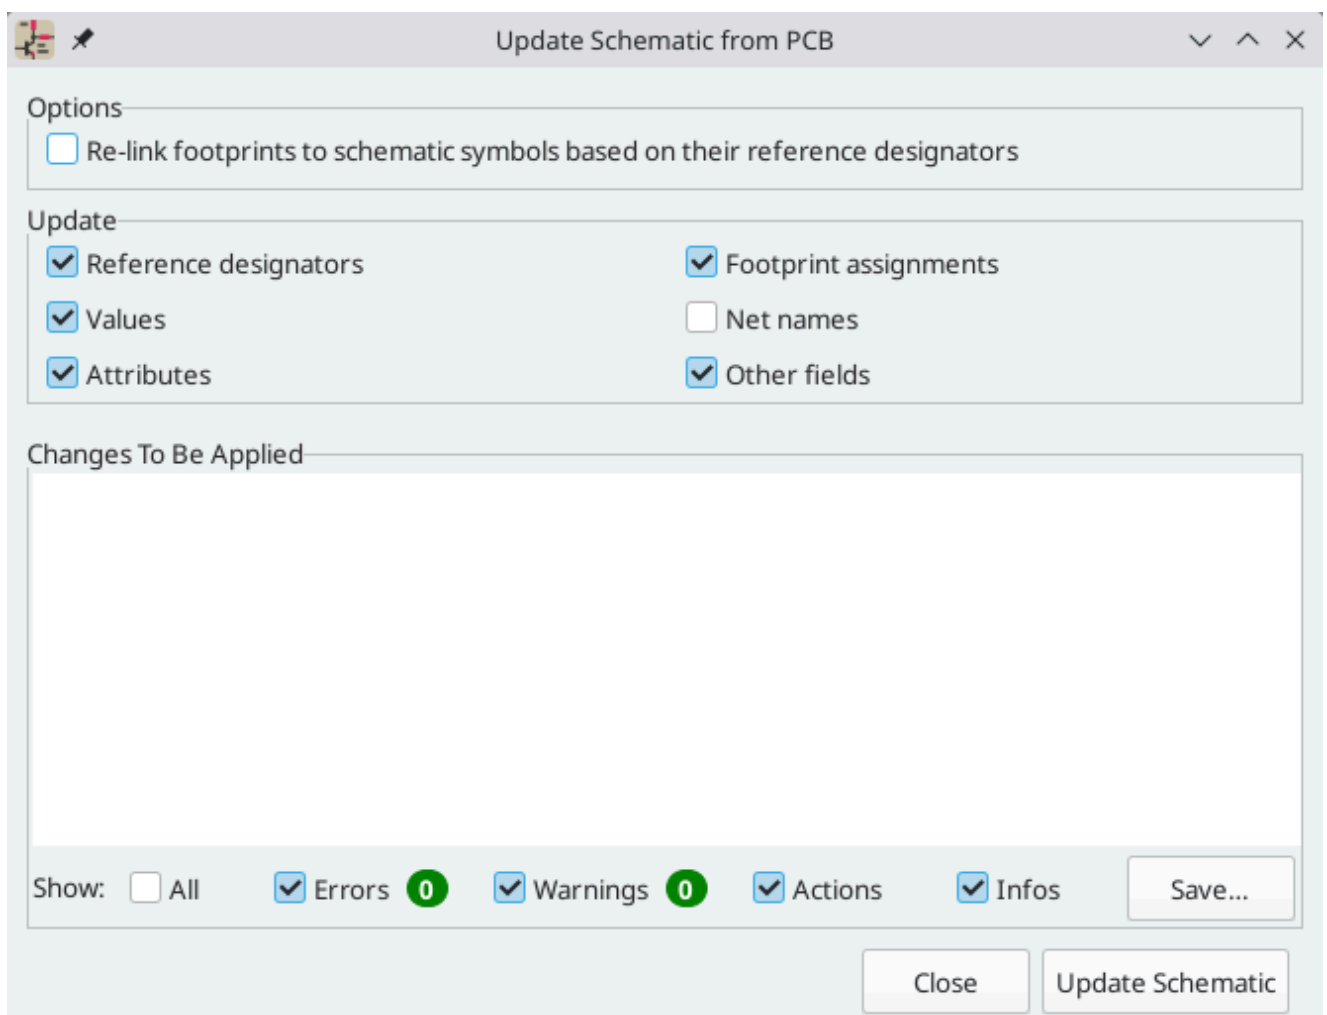 Update Schematic from PCB
Options
Re-link footprints to schematic symbols based on their reference designators
Update
Reference designators Footprint assignments
Values Net names
Attributes Other fields
Changes To Be Applied
Show: All Errors 0 Warnings 0 Actions Infos Save...
Close Update Schematic